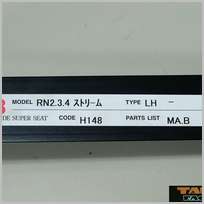 MODEL RN2.3.4 ストリーム TYPE LH -
DE SUPER SEAT CODE H148 PARTS LIST MA.B